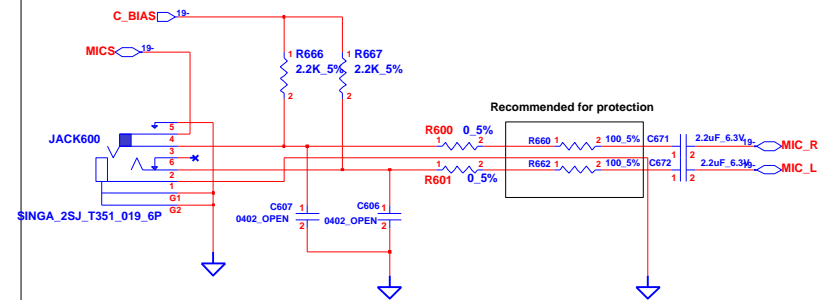 C_BIAS 19-
MICS 19-
1 R666 1 R667
2.2K_5% 2.2K_5%
2 2
Recommended for protection
JACK600
5
4
3
6
2
1
G1
G2
SINGA_2SJ_T351_019_6P
R600 0_5%
1 2
R660 1 2 100_5% C671 2.2uF_6.3V 19- MIC_R
1 2
R662 1 2 100_5% C672 2.2uF_6.3V 19- MIC_L
1 2
1 2
R601 0_5%
C607 1
0402_OPEN 2
C606 1
0402_OPEN 2